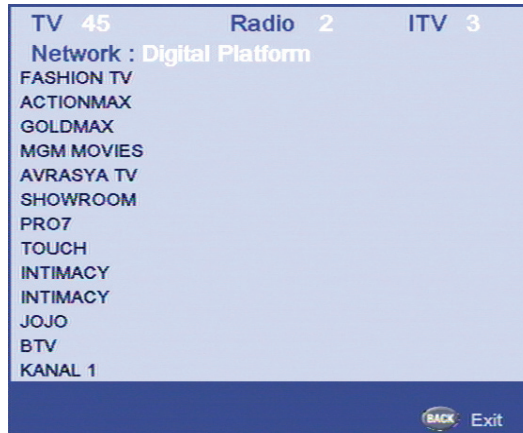 TV 45 Radio 2 ITV 3
Network : Digital Platform
FASHION TV
ACTIONMAX
GOLDMAX
MGM MOVIES
AVRASYA TV
SHOWROOM
PRO7
TOUCH
INTIMACY
INTIMACY
JOJO
BTV
KANAL 1
BACK Exit